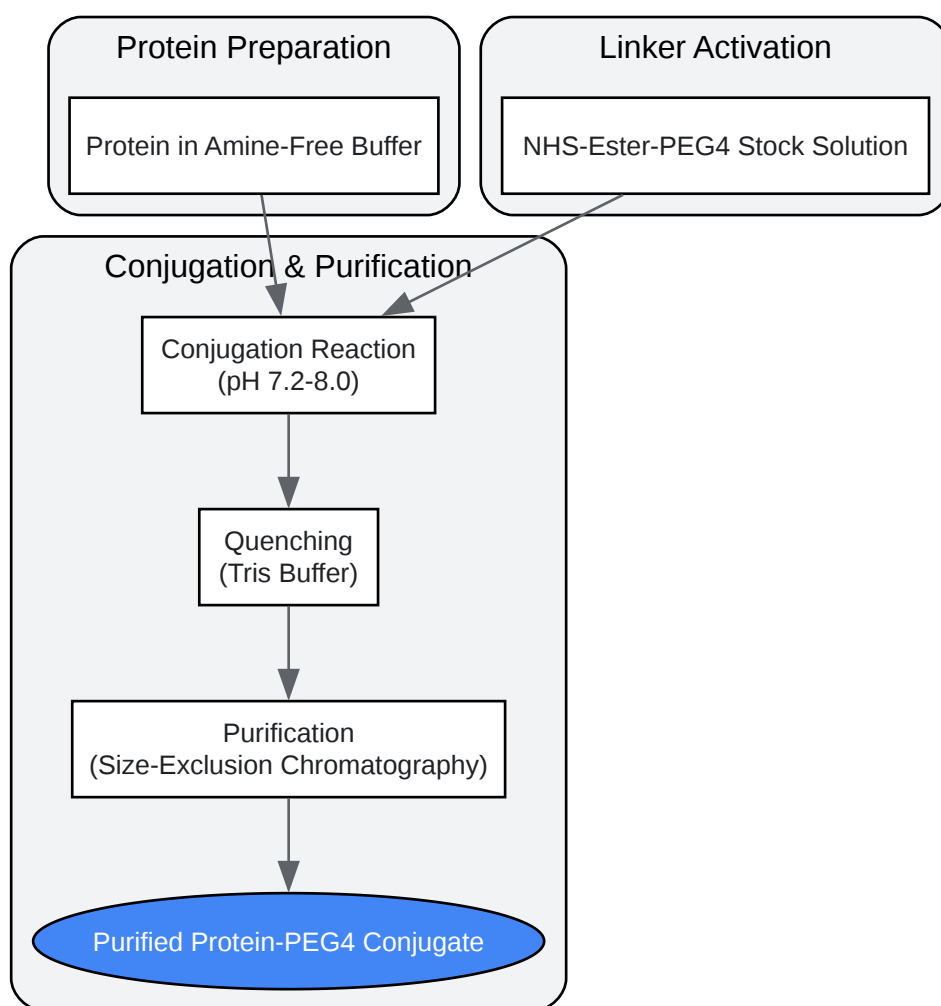 Protein Preparation
Linker Activation
Protein in Amine-Free Buffer
NHS-Ester-PEG4 Stock Solution
Conjugation & Purification
Conjugation Reaction
(pH 7.2-8.0)
Quenching
(Tris Buffer)
Purification
(Size-Exclusion Chromatography)
Purified Protein-PEG4 Conjugate